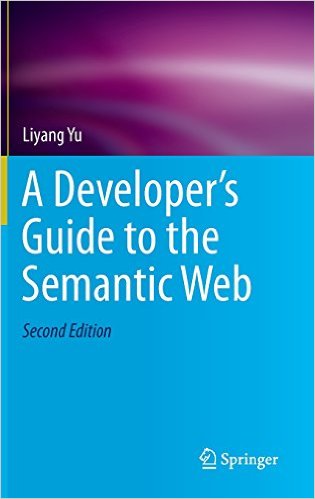 Liyang Yu
A Developer's
Guide to the
Semantic Web
Second Edition
Springer